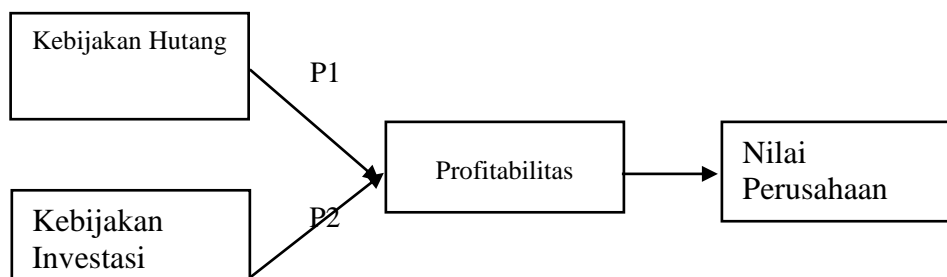 Kebijakan Hutang
P1
Profitabilitas
Nilai
Perusahaan
P2
Kebijakan
Investasi